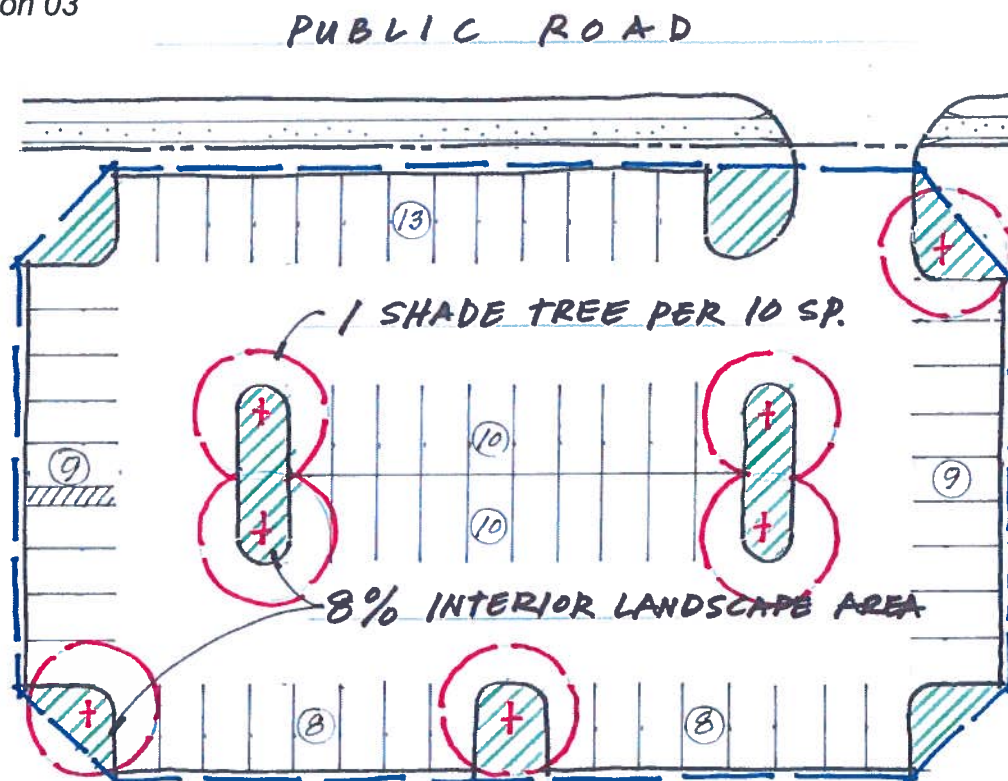 on 03
PUBLIC ROAD
13
1 SHADE TREE PER 10 SP.
10
9
9
10
8% INTERIOR LANDSCAPE AREA
8
8